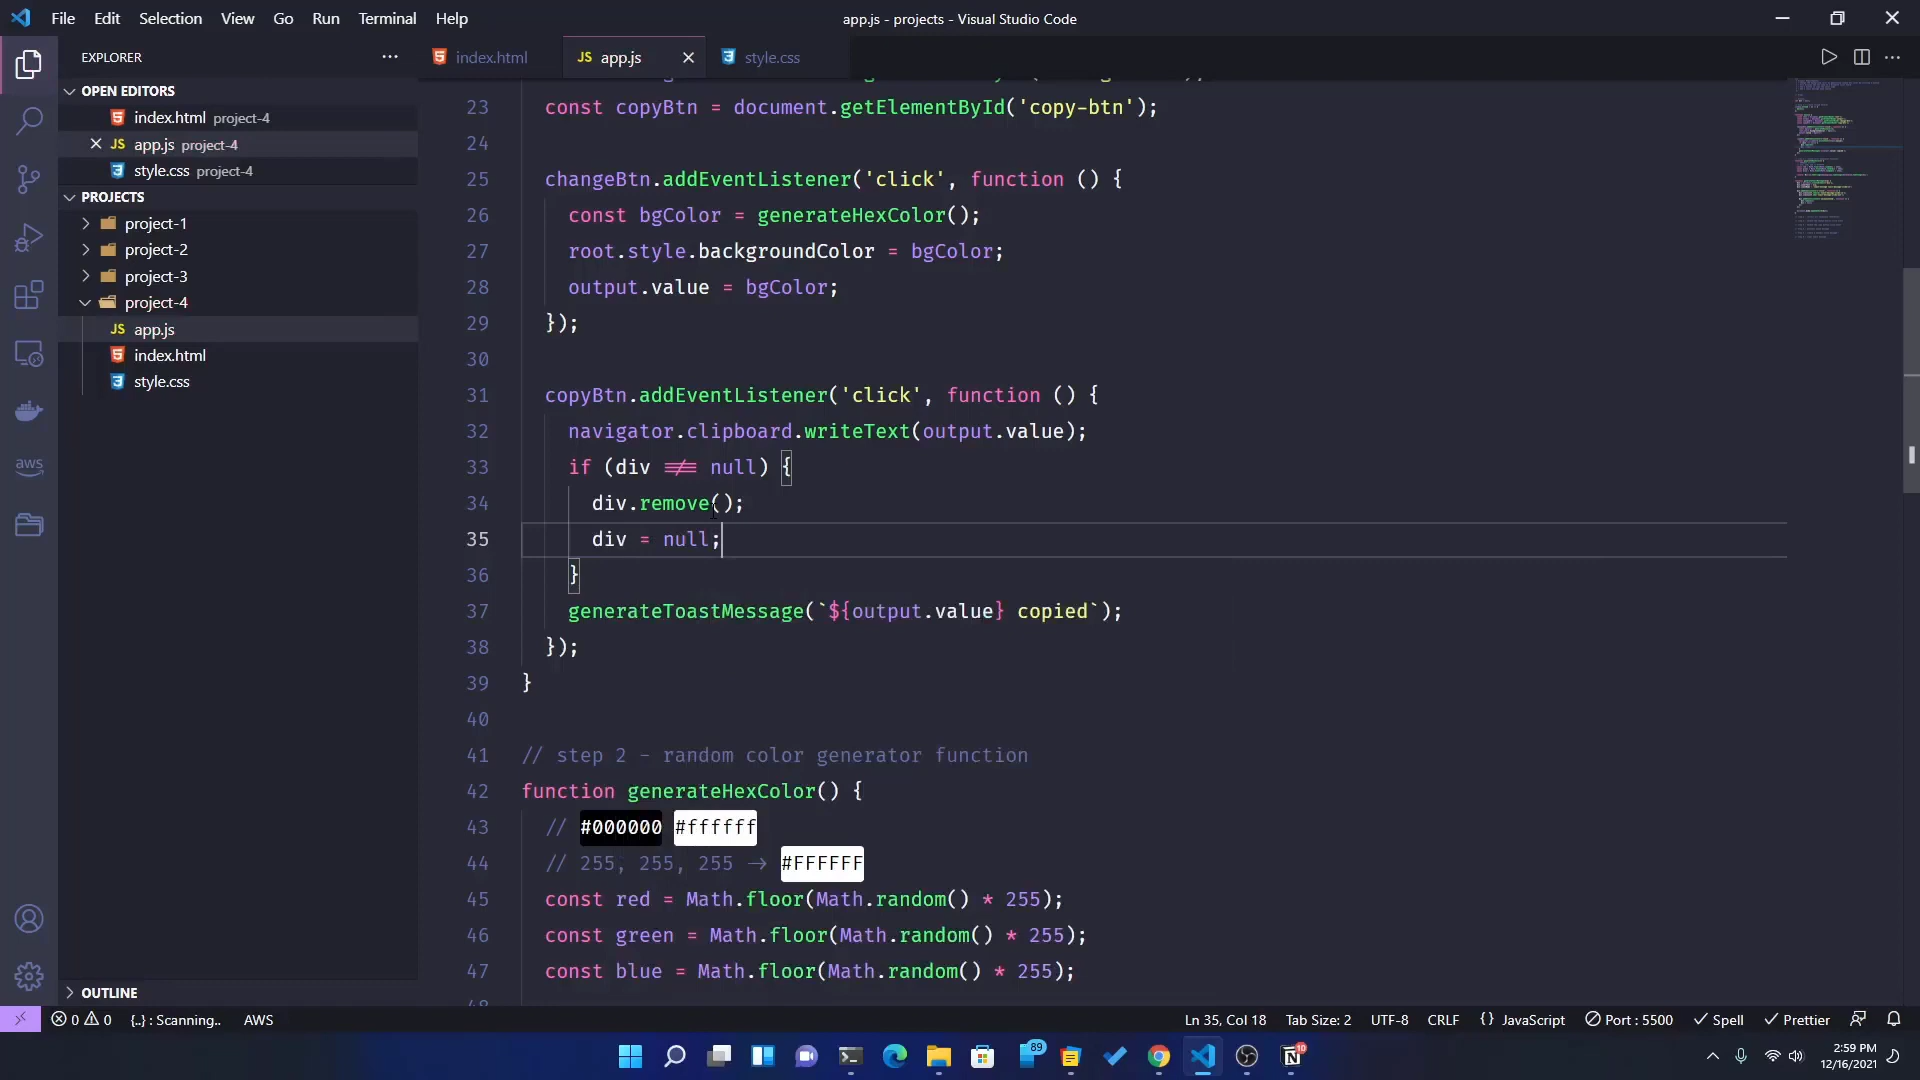 File Edit Selection View Go Run Terminal Help
app.js - projects - Visual Studio Code
EXPLORER
index.html
JS app.js
style.css
OPEN EDITORS
index.html project-4
JS app.js project-4
style.css project-4
PROJECTS
project-1
project-2
project-3
project-4
JS app.js
index.html
style.css
aws
OUTLINE
23 const copyBtn = document.getElementById('copy-btn');
24
25 changeBtn.addEventListener('click', function () {
26 const bgColor = generateHexColor();
27 root.style.backgroundColor = bgColor;
28 output.value = bgColor;
29 });
30
31 copyBtn.addEventListener('click', function () {
32 navigator.clipboard.writeText(output.value);
33 if (div !== null) {
34 div.remove();
35 div = null;
36 }
37 generateToastMessage(`${output.value} copied`);
38 });
39 }
40
41 // step 2 - random color generator function
42 function generateHexColor() {
43 // #000000 #ffffff
44 // 255, 255, 255 -> #FFFFFF
45 const red = Math.floor(Math.random() * 255);
46 const green = Math.floor(Math.random() * 255);
47 const blue = Math.floor(Math.random() * 255);
0 0 {..} : Scanning.. AWS
Ln 35, Col 18 Tab Size: 2 UTF-8 CRLF {} JavaScript Port : 5500 Spell Prettier
89
10
2:59 PM
12/16/2021